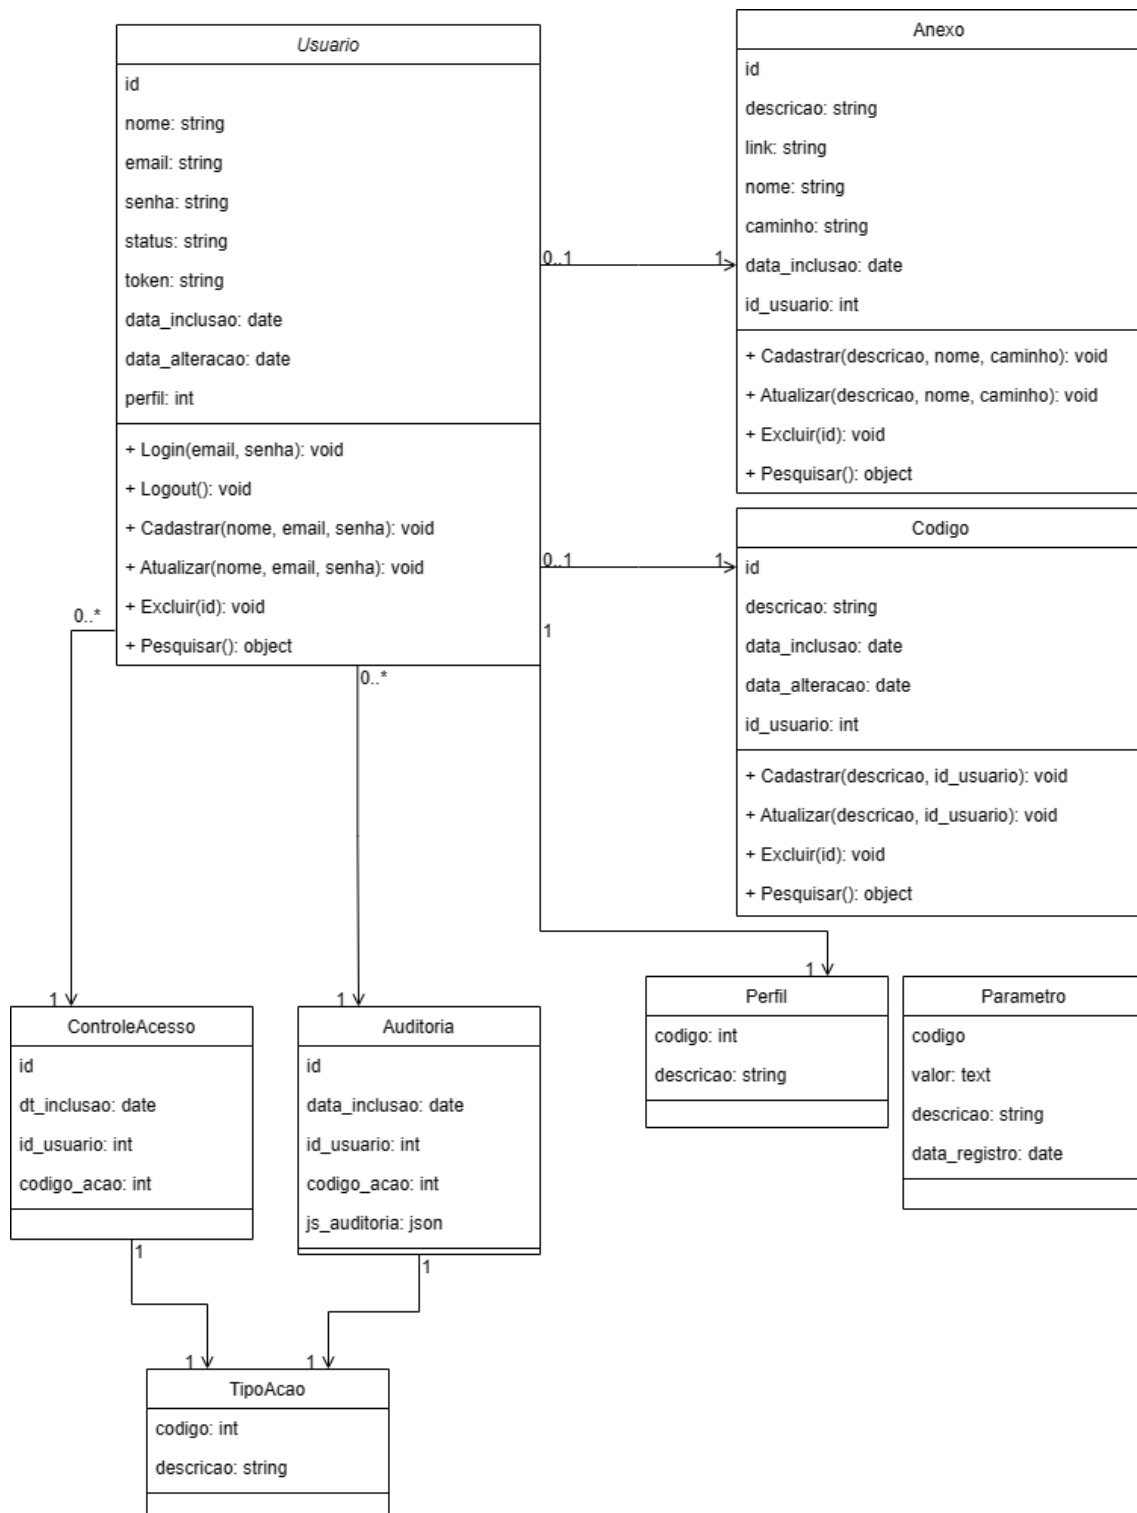 Usuario
id
nome: string
email: string
senha: string
status: string
token: string
data_inclusao: date
data_alteracao: date
perfil: int
+ Login(email, senha): void
+ Logout(): void
+ Cadastrar(nome, email, senha): void
+ Atualizar(nome, email, senha): void
+ Excluir(id): void
+ Pesquisar(): object
Anexo
id
descricao: string
link: string
nome: string
caminho: string
data_inclusao: date
id_usuario: int
+ Cadastrar(descricao, nome, caminho): void
+ Atualizar(descricao, nome, caminho): void
+ Excluir(id): void
+ Pesquisar(): object
0..1
1
Codigo
id
descricao: string
data_inclusao: date
data_alteracao: date
id_usuario: int
+ Cadastrar(descricao, id_usuario): void
+ Atualizar(descricao, id_usuario): void
+ Excluir(id): void
+ Pesquisar(): object
0..1
1
0..*
0..*
1
1
1
1
ControleAcesso
id
dt_inclusao: date
id_usuario: int
codigo_acao: int
Auditoria
id
data_inclusao: date
id_usuario: int
codigo_acao: int
js_auditoria: json
Perfil
codigo: int
descricao: string
Parametro
codigo
valor: text
descricao: string
data_registro: date
1
1
1
1
TipoAcao
codigo: int
descricao: string